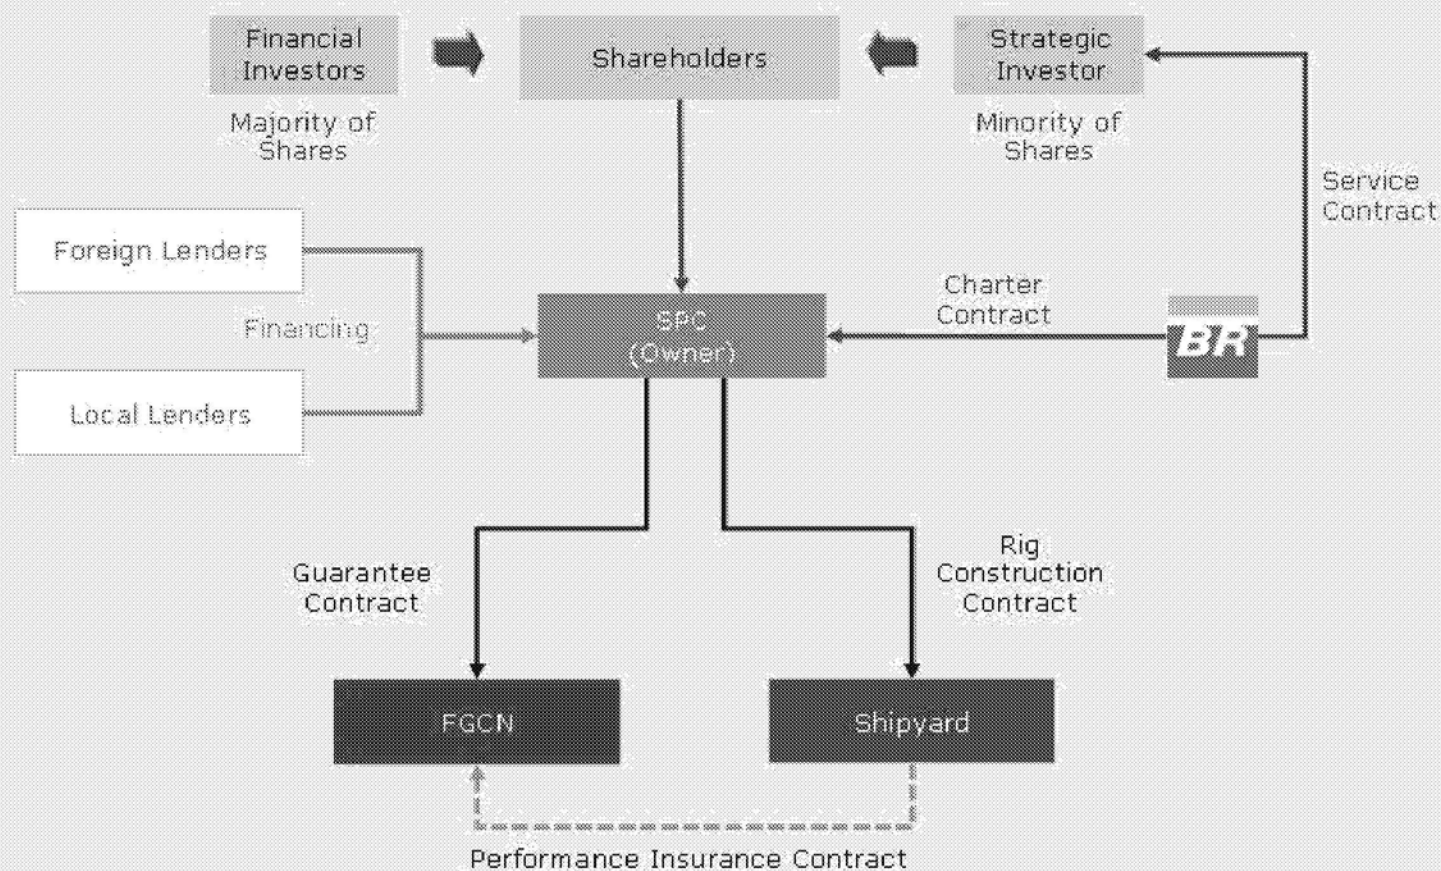 Financial
Investors
Shareholders
Strategic
Investor
Majority of
Shares
Minority of
Shares
Service
Contract
Foreign Lenders
Financing
Local Lenders
SPC
(Owner)
Charter
Contract
BR
Guarantee
Contract
Rig
Construction
Contract
FGCN
Shipyard
Performance Insurance Contract